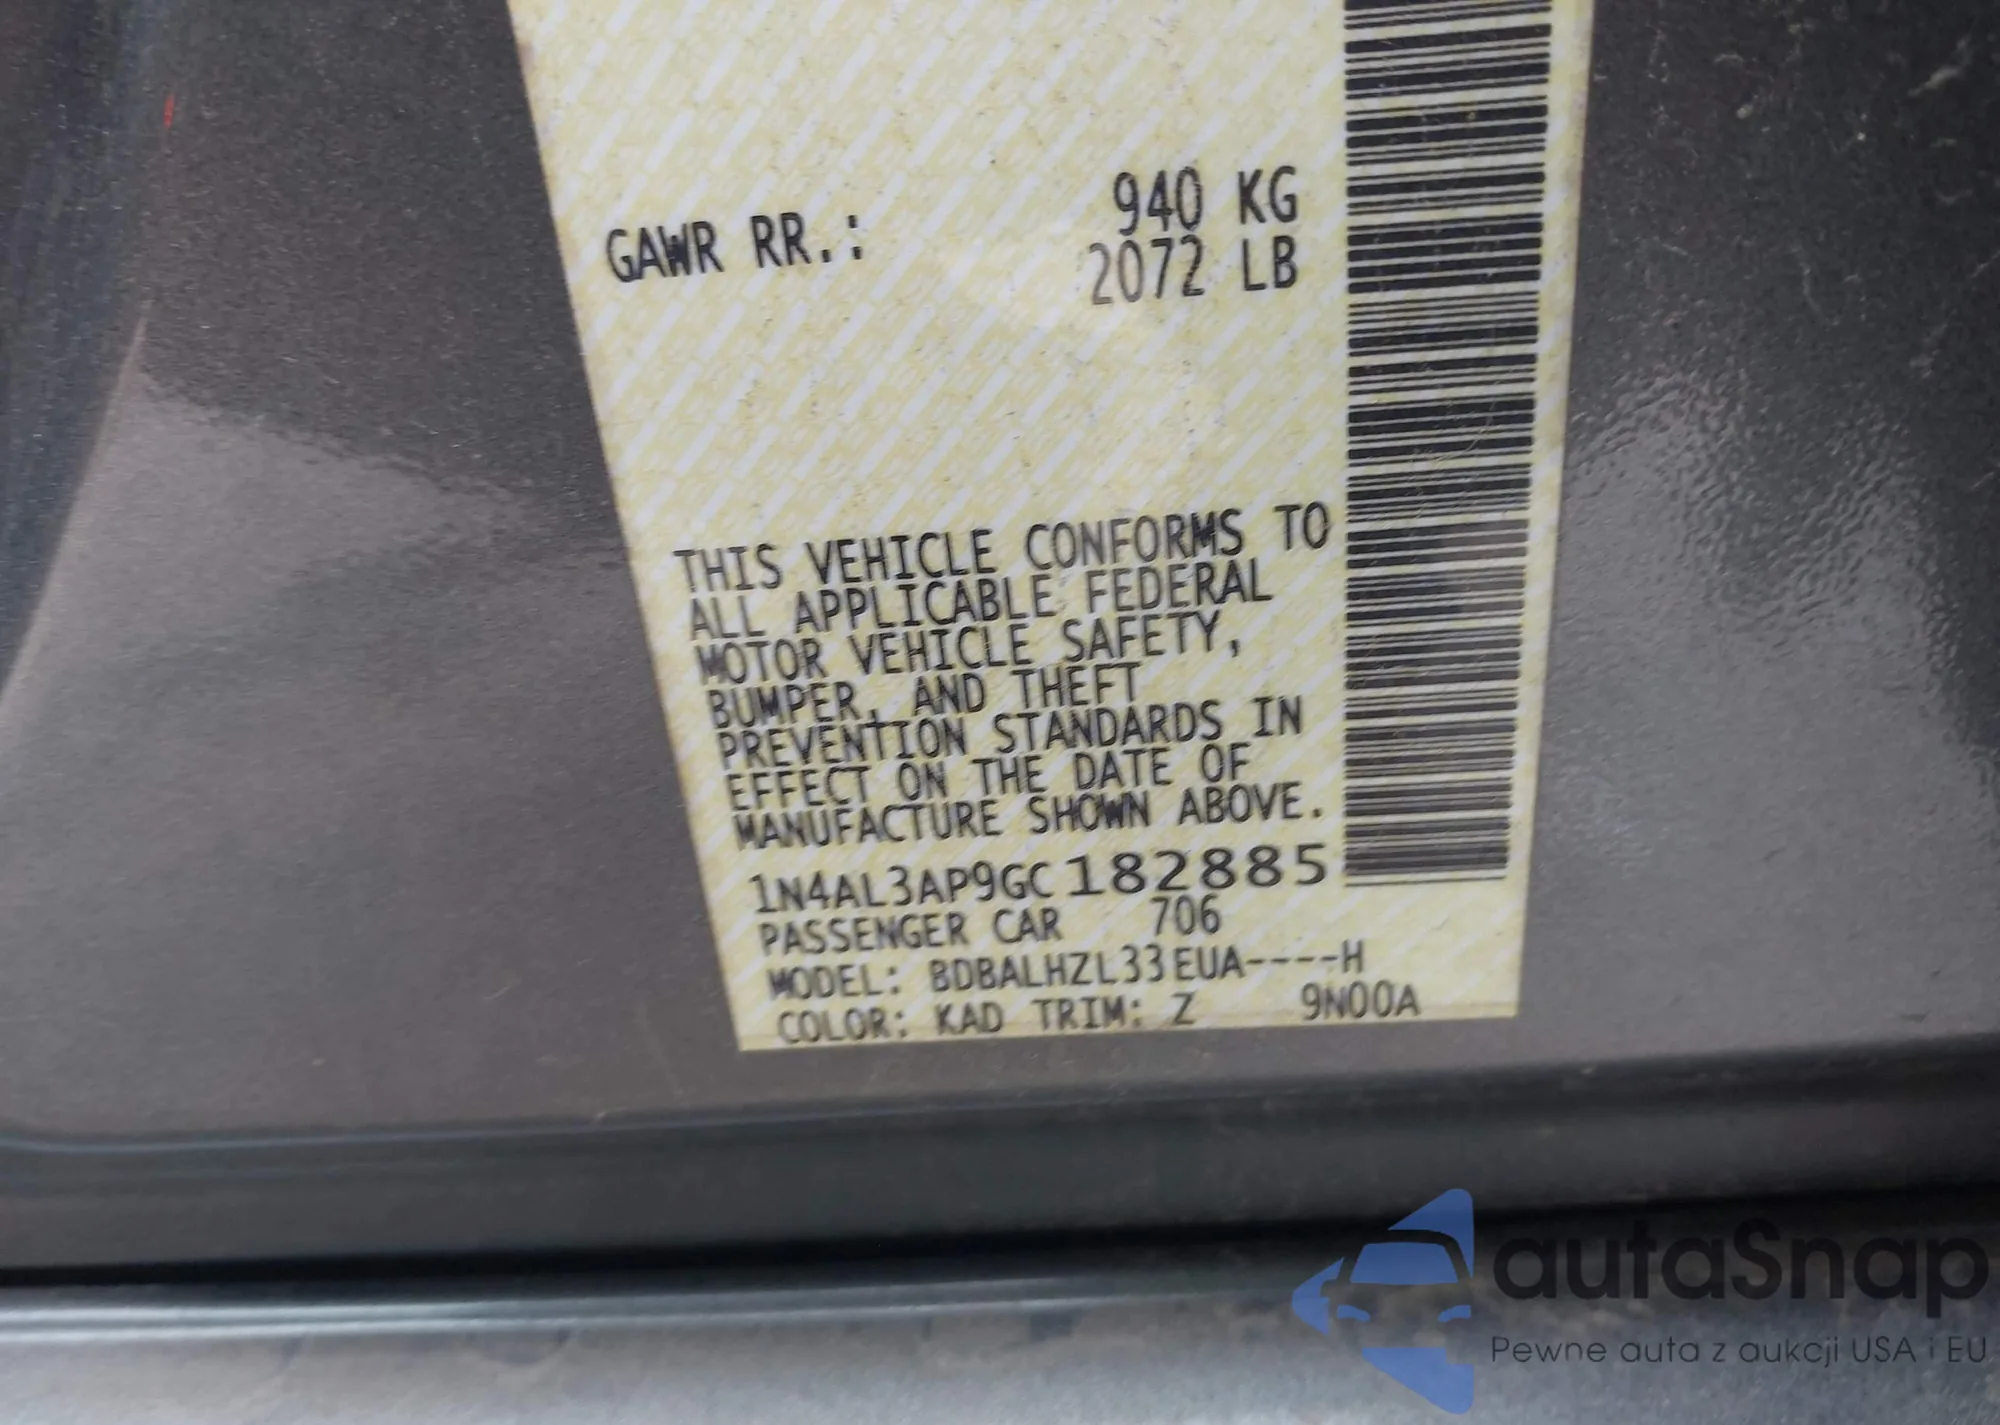 GAWR RR.: 940 KG
2072 LB
THIS VEHICLE CONFORMS TO
ALL APPLICABLE FEDERAL
MOTOR VEHICLE SAFETY,
BUMPER, AND THEFT
PREVENTION STANDARDS IN
EFFECT ON THE DATE OF
MANUFACTURE SHOWN ABOVE.
1N4AL3AP9GC182885
PASSENGER CAR 706
MODEL: BDBALHZL33EUA----H
COLOR: KAD TRIM: Z 9N00A
autaSnap
Pewne auta z aukcji USA i EU